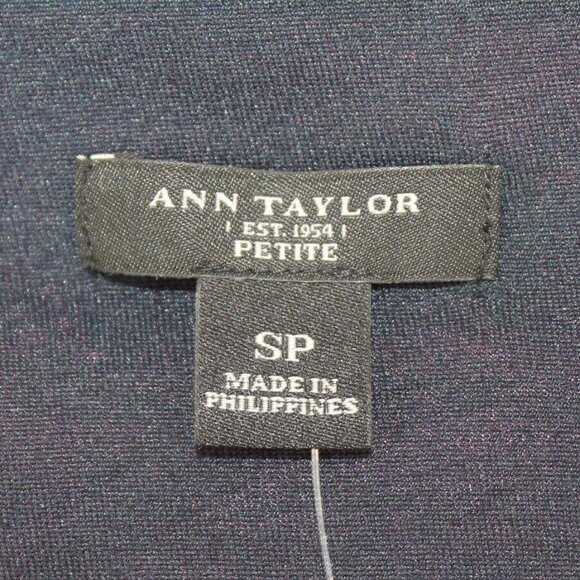 ANN TAYLOR
| EST. 1954 |
PETITE
SP
MADE IN
PHILIPPINES